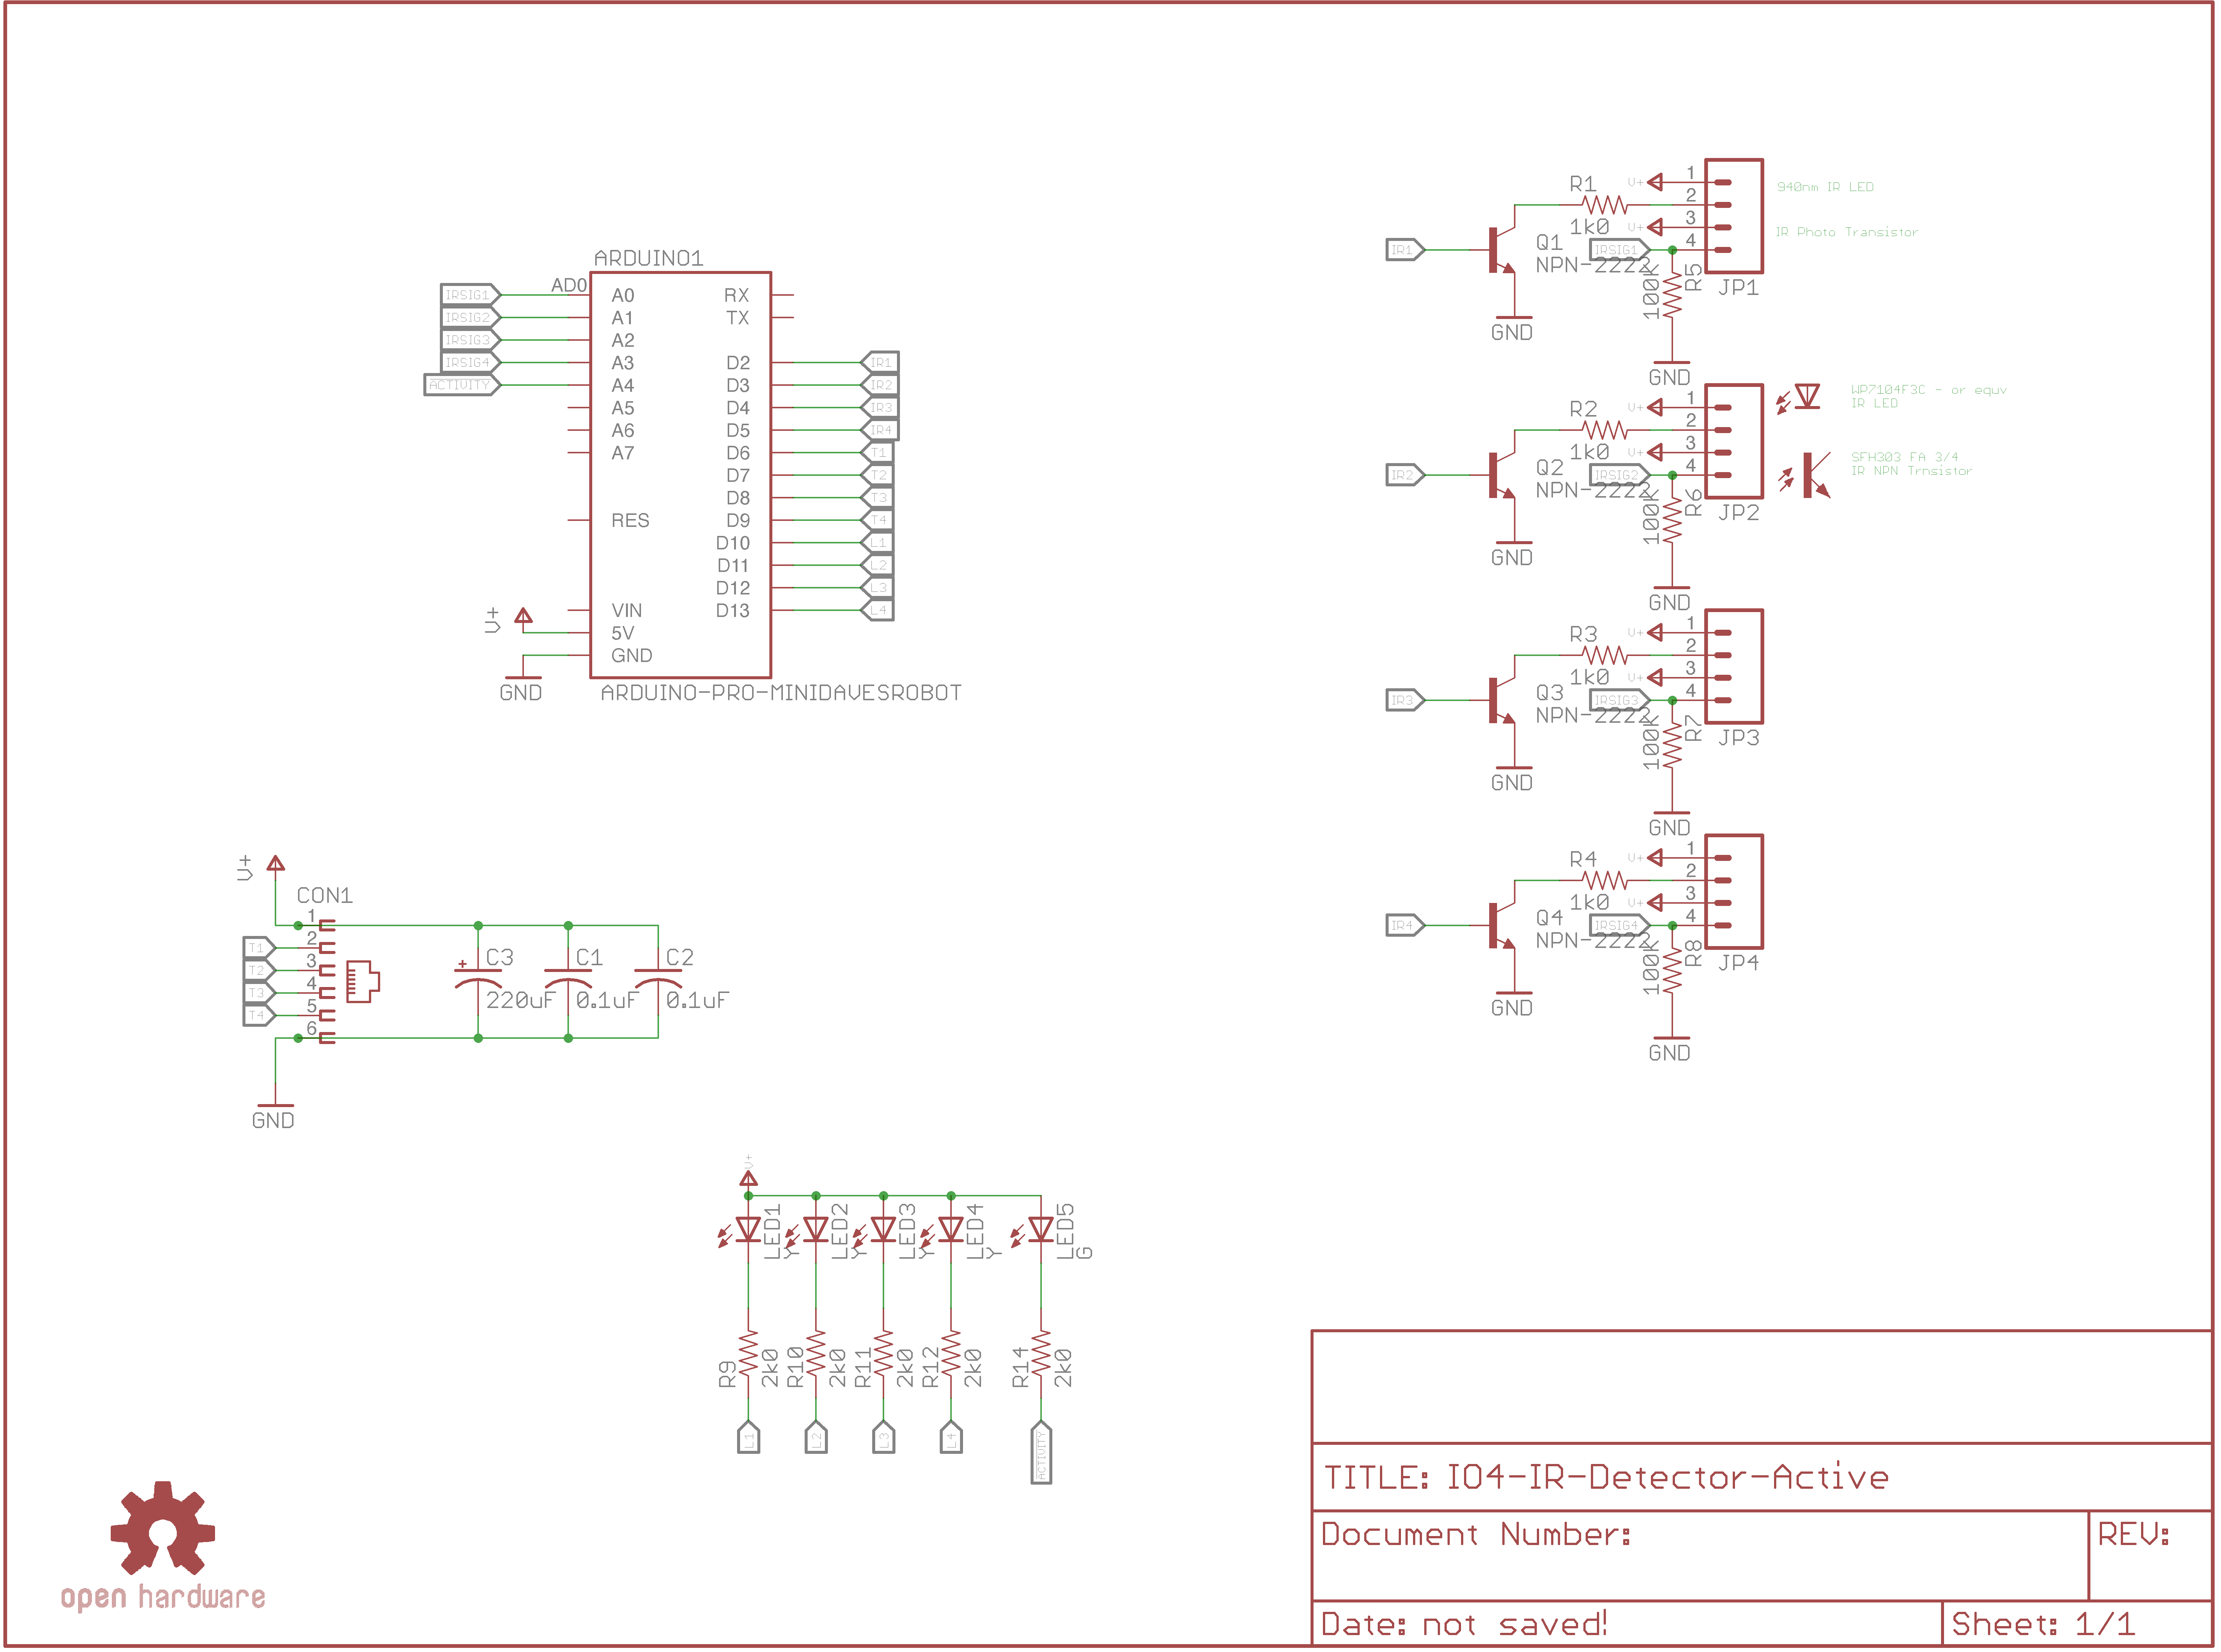 ARDUINO1
AD0
IRSIG1 A0 RX
IRSIG2 A1 TX
IRSIG3 A2
IRSIG4 A3 D2 IR1
ACTIVITY A4 D3 IR2
A5 D4 IR3
A6 D5 IR4
A7 D6 T1
D7 T2
D8 T3
RES D9 T4
D10 L1
D11 L2
D12 L3
VIN D13 L4
V+ 5V
GND
GND
ARDUINO-PRO-MINIDAVESROBOT
R1 V+ 1
2
1k0 V+ 3
IR1 Q1 IRSIG1 4
NPN-2222
100K R5 JP1
GND
GND
940nm IR LED
IR Photo Transistor
R2 V+ 1
2
1k0 V+ 3
IR2 Q2 IRSIG2 4
NPN-2222
100K R6 JP2
GND
GND
WP7104F3C - or equv
IR LED
SFH303 FA 3/4
IR NPN Trnsistor
R3 V+ 1
2
1k0 V+ 3
IR3 Q3 IRSIG3 4
NPN-2222
100K R7 JP3
GND
GND
R4 V+ 1
2
1k0 V+ 3
IR4 Q4 IRSIG4 4
NPN-2222
100K R8 JP4
GND
GND
V+
CON1
1
T1 2
T2 3
T3 4
T4 5
6
GND
C3 C1 C2
+
220uF 0.1uF 0.1uF
V+
LED1 LED2 LED3 LED4 LED5
Y Y Y Y G
R9 2k0 R10 2k0 R11 2k0 R12 2k0 R14 2k0
L1 L2 L3 L4 ACTIVITY
open hardware
TITLE: IO4-IR-Detector-Active
Document Number:
REV:
Date: not saved!
Sheet: 1/1